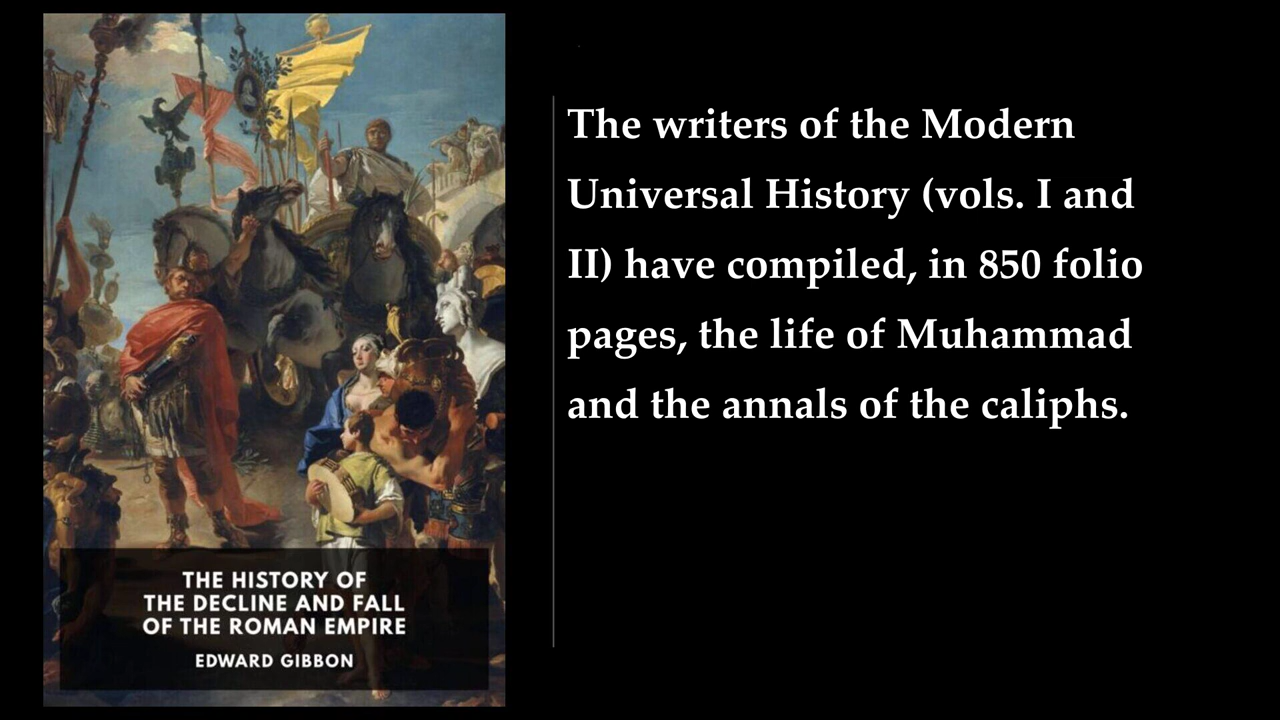 The writers of the Modern
Universal History (vols. I and
II) have compiled, in 850 folio
pages, the life of Muhammad
and the annals of the caliphs.
THE HISTORY OF
THE DECLINE AND FALL
OF THE ROMAN EMPIRE
EDWARD GIBBON